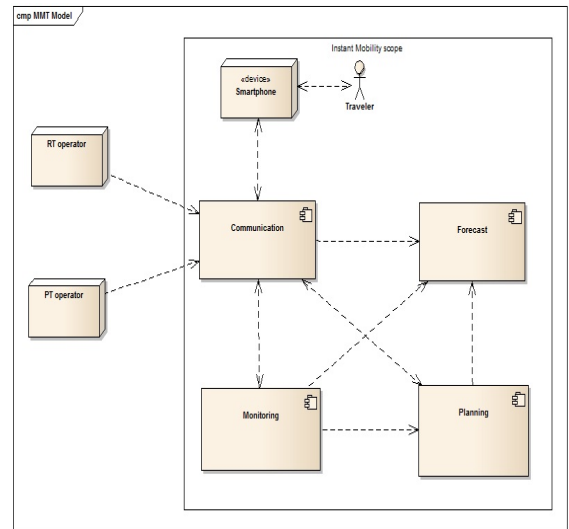 cmp MMT Model
Instant Mobility scope
«device»
Smartphone
Traveler
RT operator
Communication
Forecast
PT operator
Monitoring
Planning